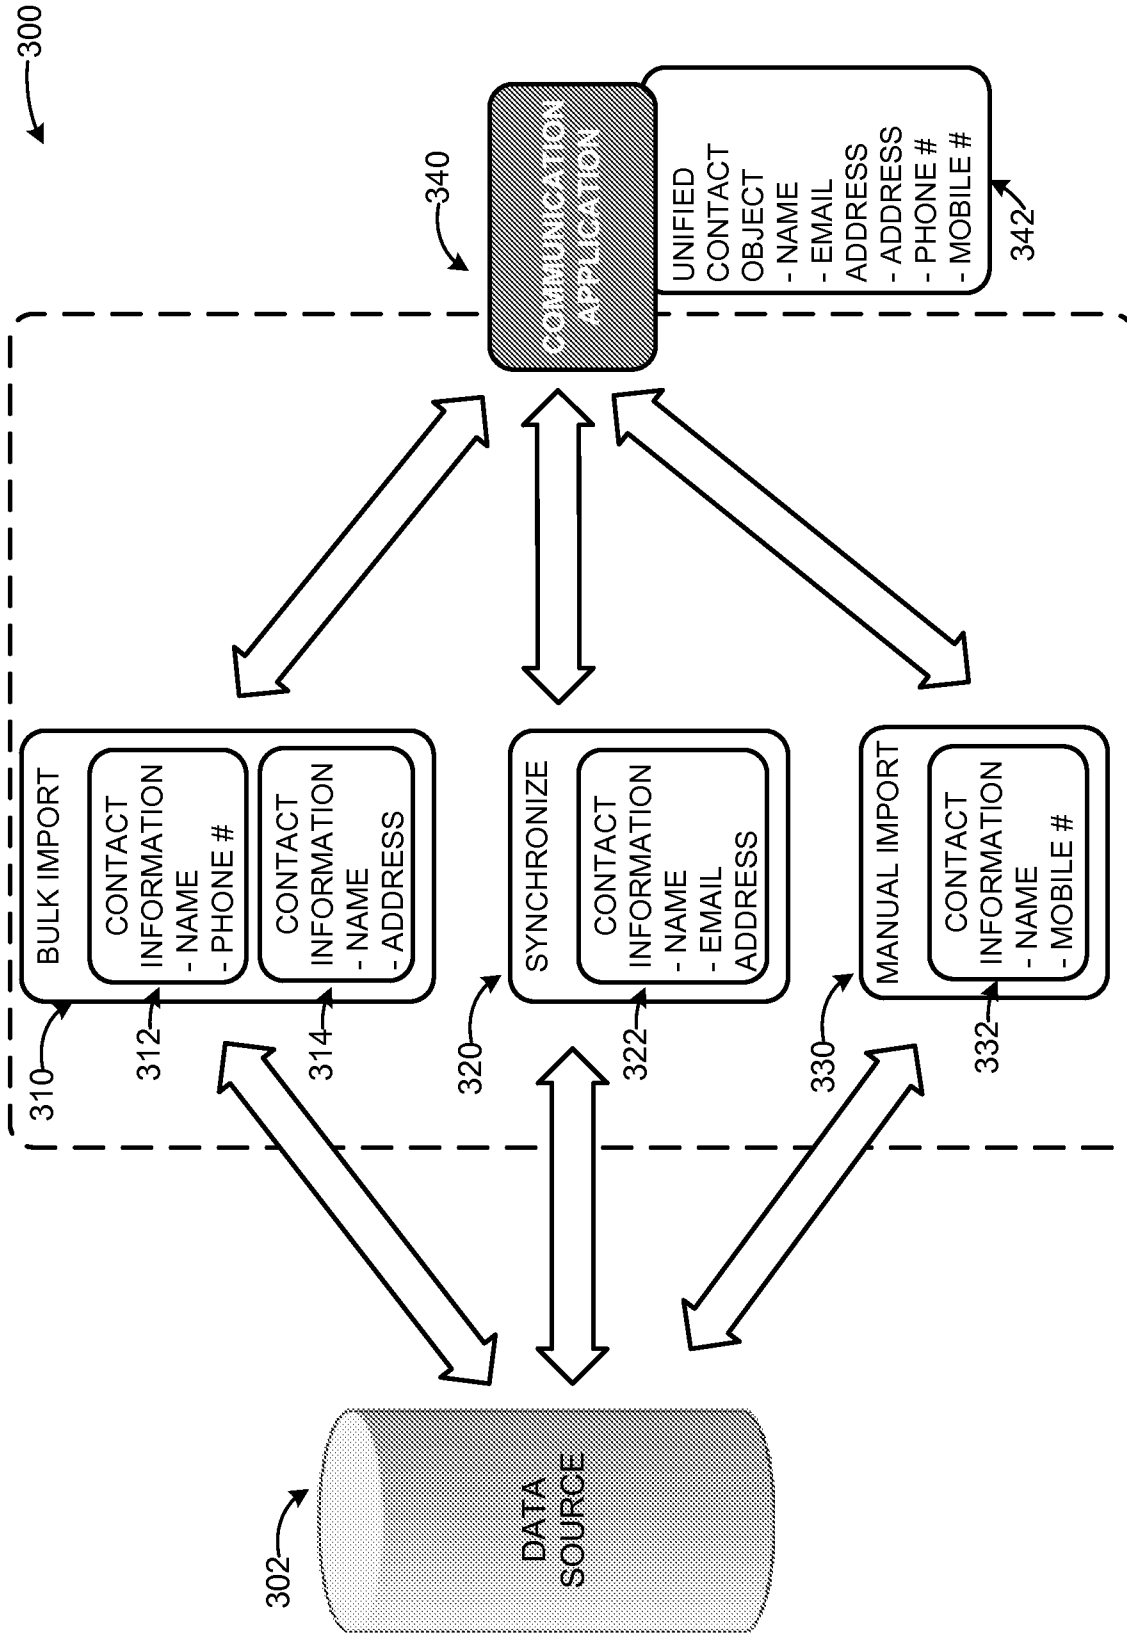 300
302
DATA
SOURCE
310
BULK IMPORT
312
CONTACT
INFORMATION
- NAME
- PHONE #
314
CONTACT
INFORMATION
- NAME
- ADDRESS
320
SYNCHRONIZE
322
CONTACT
INFORMATION
- NAME
- EMAIL
ADDRESS
330
MANUAL IMPORT
332
CONTACT
INFORMATION
- NAME
- MOBILE #
340
COMMUNICATION
APPLICATION
UNIFIED
CONTACT
OBJECT
- NAME
- EMAIL
ADDRESS
- ADDRESS
- PHONE #
- MOBILE #
342